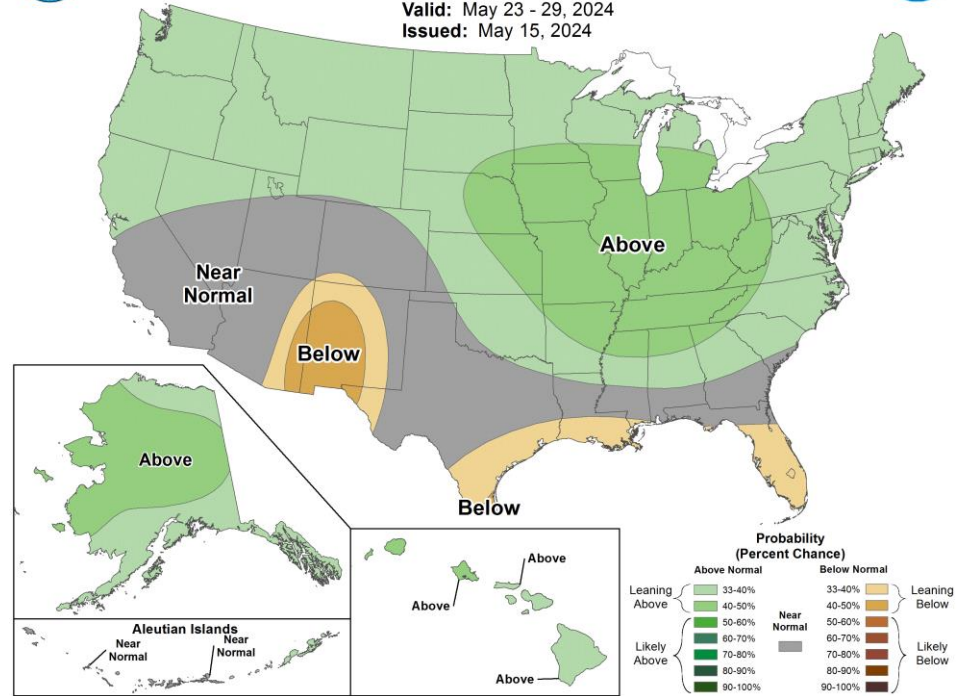 Valid: May 23 - 29, 2024
Issued: May 15, 2024
Above
Near
Normal
Below
Above
Below
Above
Above
Above
Aleutian Islands
Near
Normal
Near
Normal
Probability
(Percent Chance)
Above Normal
Below Normal
Leaning
Above
33-40%
40-50%
Likely
Above
50-60%
60-70%
70-80%
80-90%
90-100%
Near
Normal
33-40%
40-50%
Leaning
Below
50-60%
60-70%
70-80%
80-90%
90-100%
Likely
Below